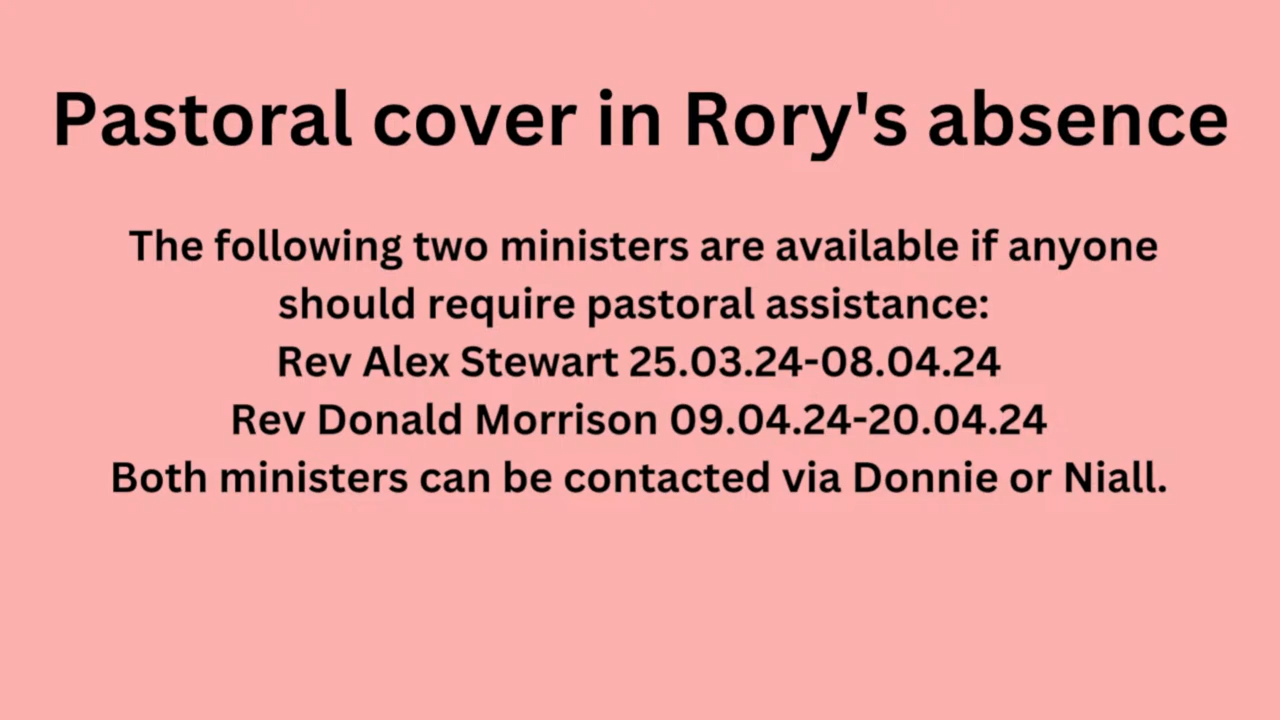 Pastoral cover in Rory's absence
The following two ministers are available if anyone
should require pastoral assistance:
Rev Alex Stewart 25.03.24-08.04.24
Rev Donald Morrison 09.04.24-20.04.24
Both ministers can be contacted via Donnie or Niall.